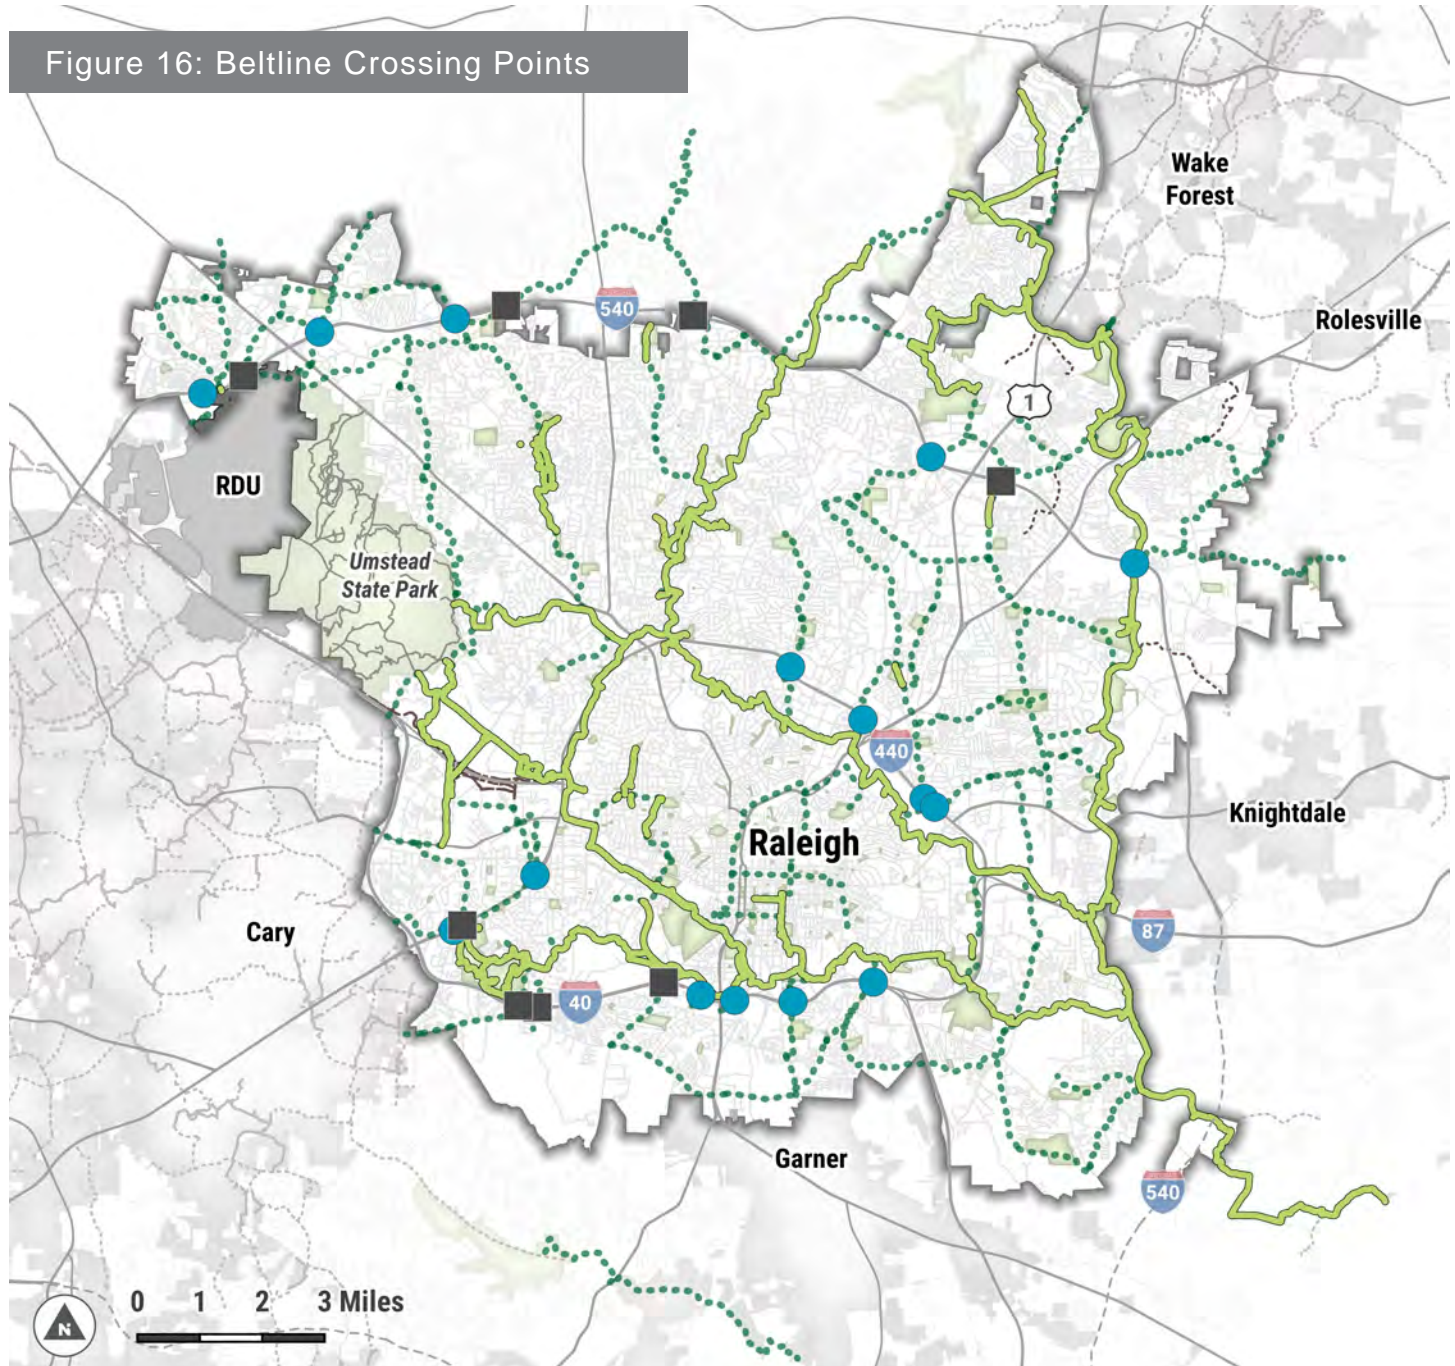 Figure 16: Beltline Crossing Points
Wake
Forest
540
Rolesville
1
RDU
Umstead
State Park
440
Knightdale
Raleigh
Cary
87
40
Garner
540
0 1 2 3 Miles
N